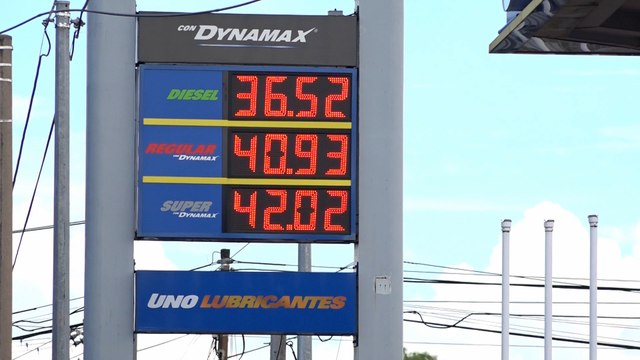 CON DYNAMAX
DIESEL 36.52
REGULAR 40.93
CON DYNAMAX
SUPER 42.02
CON DYNAMAX
UNO LUBRICANTES